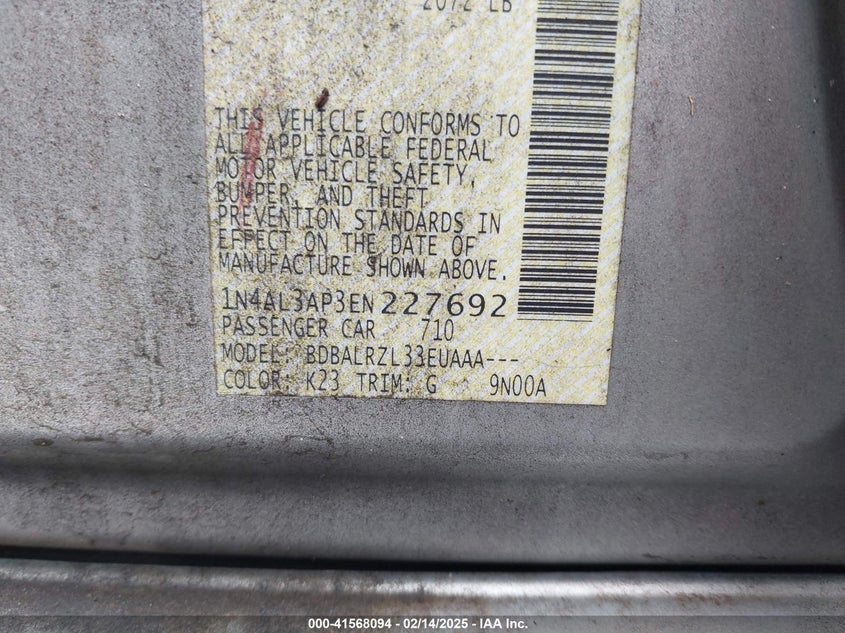 2072 LB
THIS VEHICLE CONFORMS TO
ALL APPLICABLE FEDERAL
MOTOR VEHICLE SAFETY,
BUMPER, AND THEFT
PREVENTION STANDARDS IN
EFFECT ON THE DATE OF
MANUFACTURE SHOWN ABOVE.
1N4AL3AP3EN227692
PASSENGER CAR 710
MODEL: BDBALRZL33EUAAA---
COLOR: K23 TRIM: G 9N00A
000-41568094 - 02/14/2025 - IAA Inc.